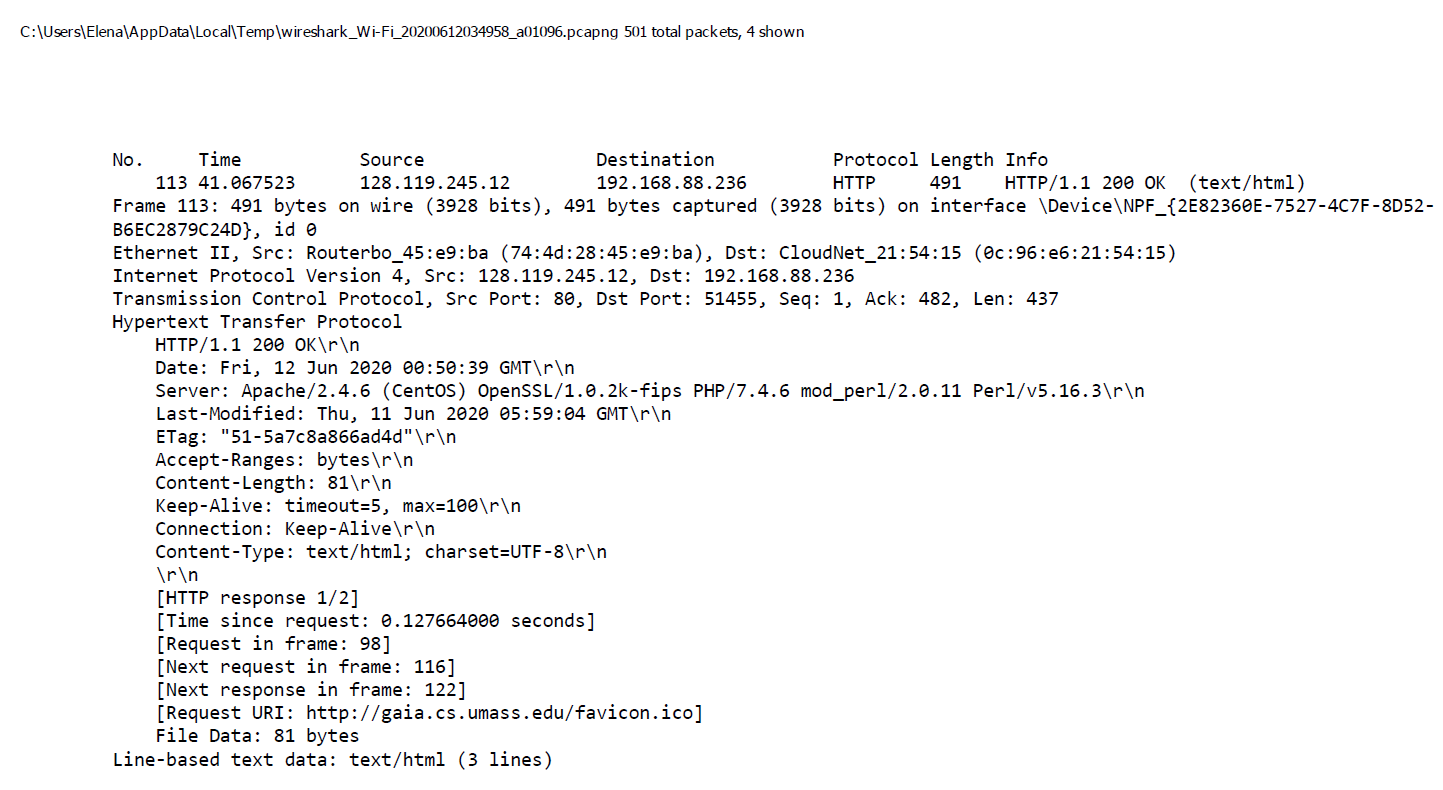 C:\Users\Elena\AppData\Local\Temp\wireshark_Wi-Fi_20200612034958_a01096.pcapng 501 total packets, 4 shown
No. Time Source Destination Protocol Length Info
113 41.067523 128.119.245.12 192.168.88.236 HTTP 491 HTTP/1.1 200 OK (text/html)
Frame 113: 491 bytes on wire (3928 bits), 491 bytes captured (3928 bits) on interface \Device\NPF_{2E82360E-7527-4C7F-8D52-
B6EC2879C24D}, id 0
Ethernet II, Src: Routerbo_45:e9:ba (74:4d:28:45:e9:ba), Dst: CloudNet_21:54:15 (0c:96:e6:21:54:15)
Internet Protocol Version 4, Src: 128.119.245.12, Dst: 192.168.88.236
Transmission Control Protocol, Src Port: 80, Dst Port: 51455, Seq: 1, Ack: 482, Len: 437
Hypertext Transfer Protocol
HTTP/1.1 200 OK\r\n
Date: Fri, 12 Jun 2020 00:50:39 GMT\r\n
Server: Apache/2.4.6 (CentOS) OpenSSL/1.0.2k-fips PHP/7.4.6 mod_perl/2.0.11 Perl/v5.16.3\r\n
Last-Modified: Thu, 11 Jun 2020 05:59:04 GMT\r\n
ETag: "51-5a7c8a866ad4d"\r\n
Accept-Ranges: bytes\r\n
Content-Length: 81\r\n
Keep-Alive: timeout=5, max=100\r\n
Connection: Keep-Alive\r\n
Content-Type: text/html; charset=UTF-8\r\n
\r\n
[HTTP response 1/2]
[Time since request: 0.127664000 seconds]
[Request in frame: 98]
[Next request in frame: 116]
[Next response in frame: 122]
[Request URI: http://gaia.cs.umass.edu/favicon.ico]
File Data: 81 bytes
Line-based text data: text/html (3 lines)